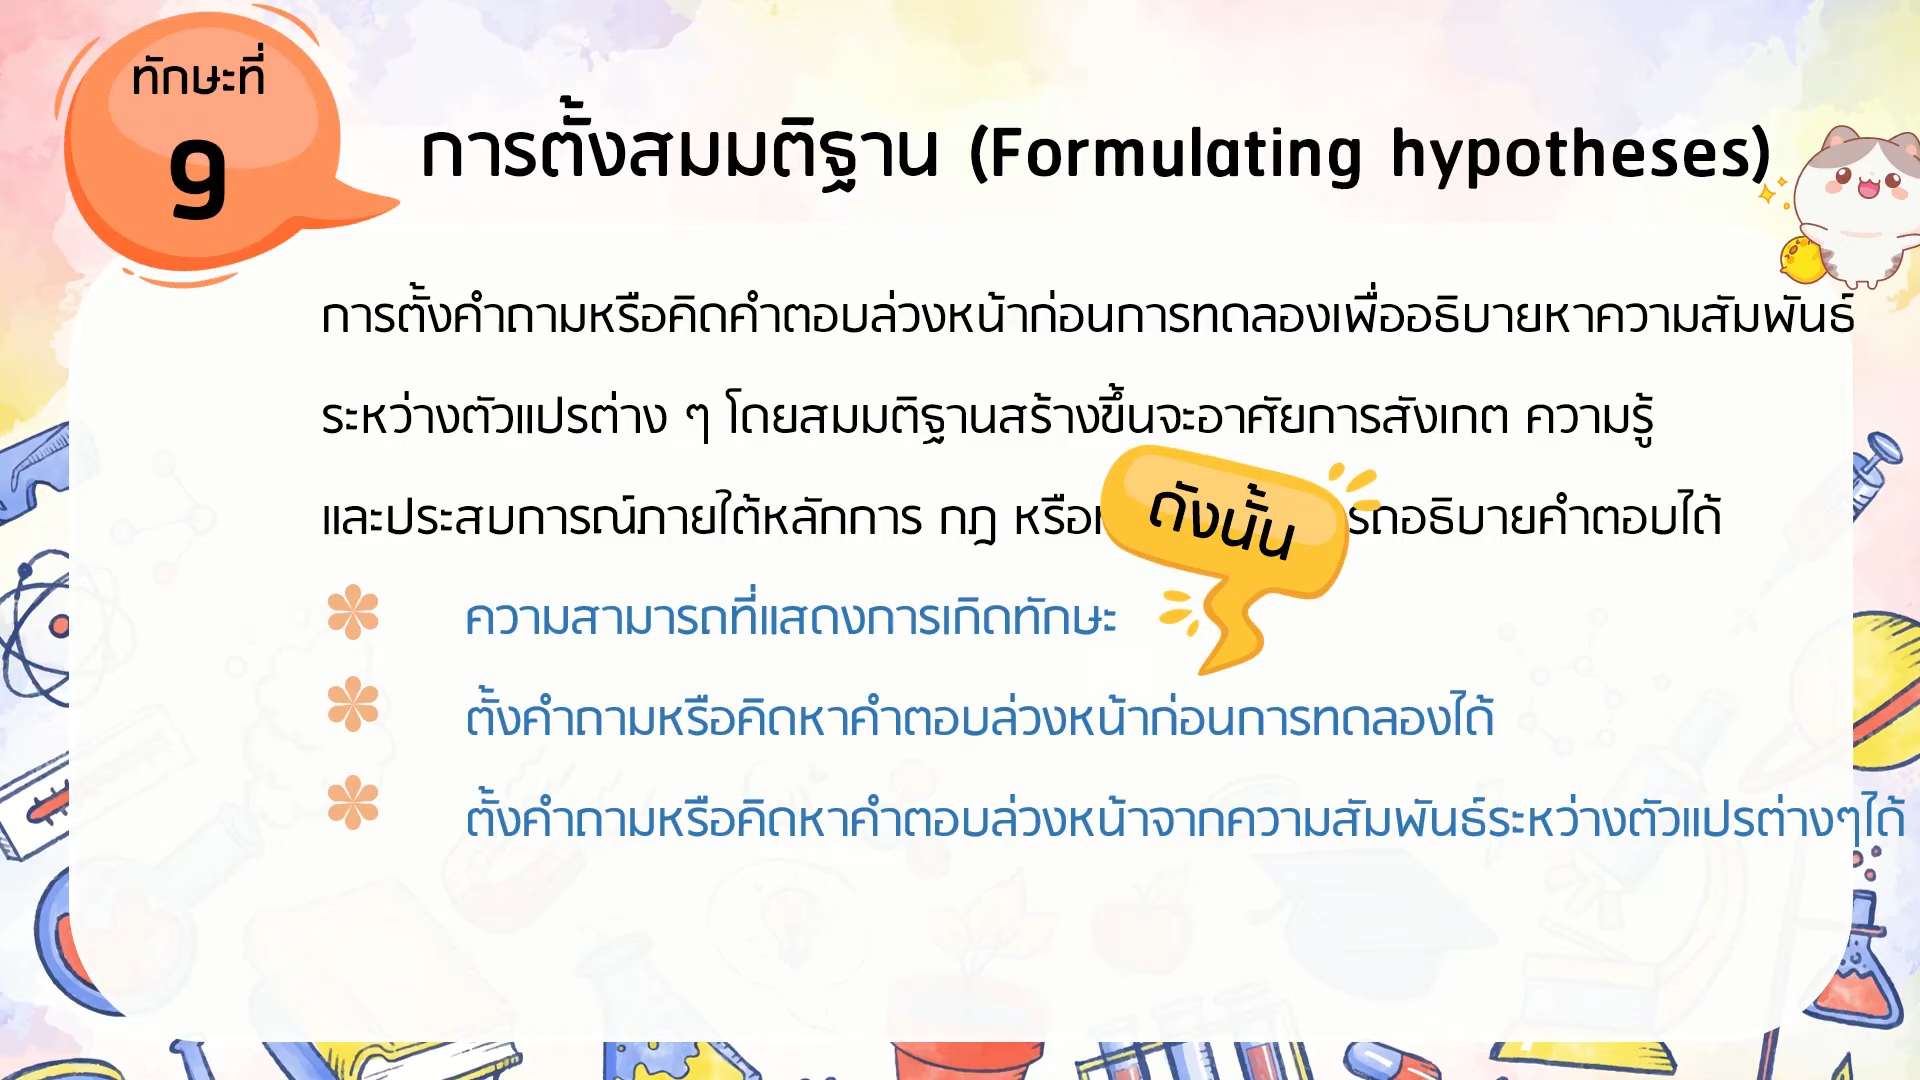 ทักษะที่
9
การตั้งสมมติฐาน (Formulating hypotheses)
การตั้งคำถามหรือคิดคำตอบล่วงหน้าก่อนการทดลองเพื่ออธิบายหาความสัมพันธ์
ระหว่างตัวแปรต่าง ๆ โดยสมมติฐานสร้างขึ้นจะอาศัยการสังเกต ความรู้
และประสบการณ์ภายใต้หลักการ กฎ หรือ รถอธิบายคำตอบได้
ดังนั้น
ความสามารถที่แสดงการเกิดทักษะ
ตั้งคำถามหรือคิดหาคำตอบล่วงหน้าก่อนการทดลองได้
ตั้งคำถามหรือคิดหาคำตอบล่วงหน้าจากความสัมพันธ์ระหว่างตัวแปรต่างๆได้